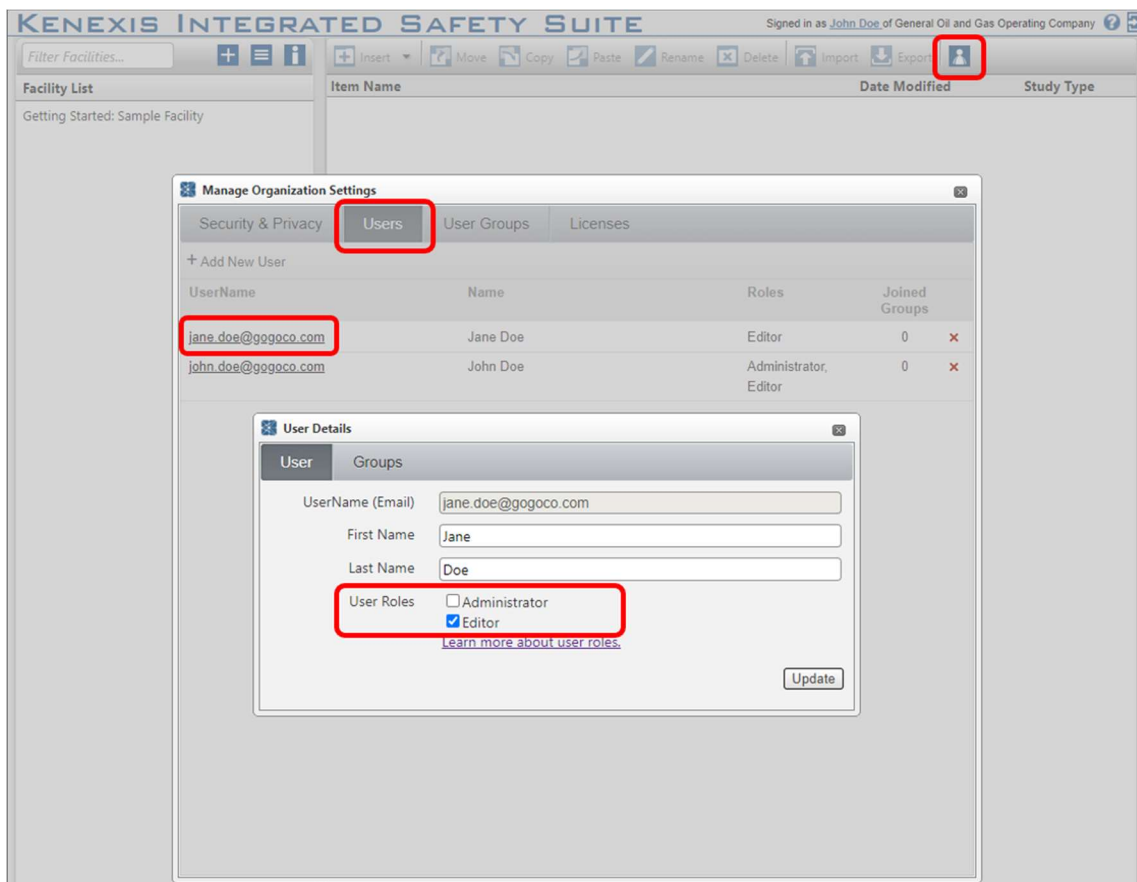 KENEXIS INTEGRATED SAFETY SUITE
Signed in as John Doe of General Oil and Gas Operating Company
Filter Facilities...
Insert Move Copy Paste Rename Delete Import Export
Facility List
Item Name Date Modified Study Type
Getting Started: Sample Facility
Manage Organization Settings
Security & Privacy Users User Groups Licenses
+ Add New User
UserName Name Roles Joined
Groups
jane.doe@gogoco.com Jane Doe Editor 0
john.doe@gogoco.com John Doe Administrator, 0
Editor
User Details
User Groups
UserName (Email) jane.doe@gogoco.com
First Name Jane
Last Name Doe
User Roles Administrator
Editor
Learn more about user roles.
Update